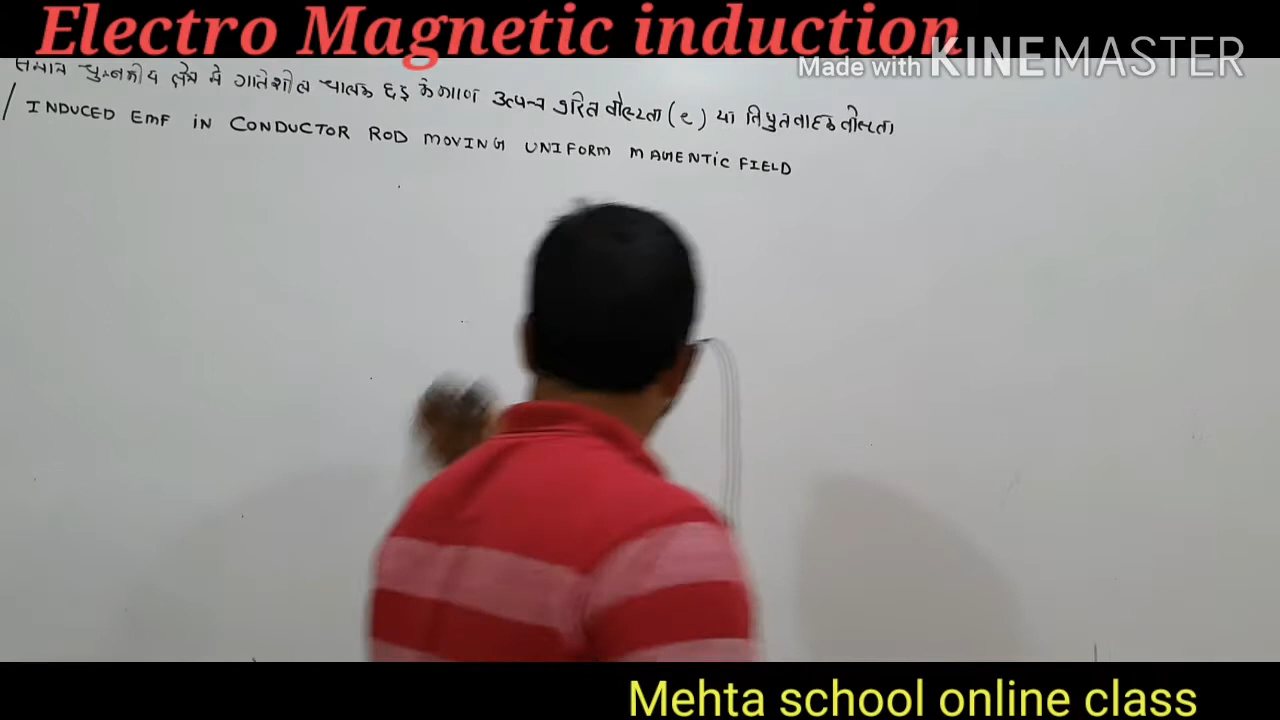 Electro Magnetic induction
Made with KINEMASTER
समान चुम्बकीय क्षेत्र में गतिशील चालक छड़ के कारण उत्पन्न प्रेरित वोल्टता (e) या विधुतवाहक वोल्टता
/ INDUCED EMF iN CONDUCTOR ROD MOVING UNIFORM MAGENTiC FIELD
Mehta school online class